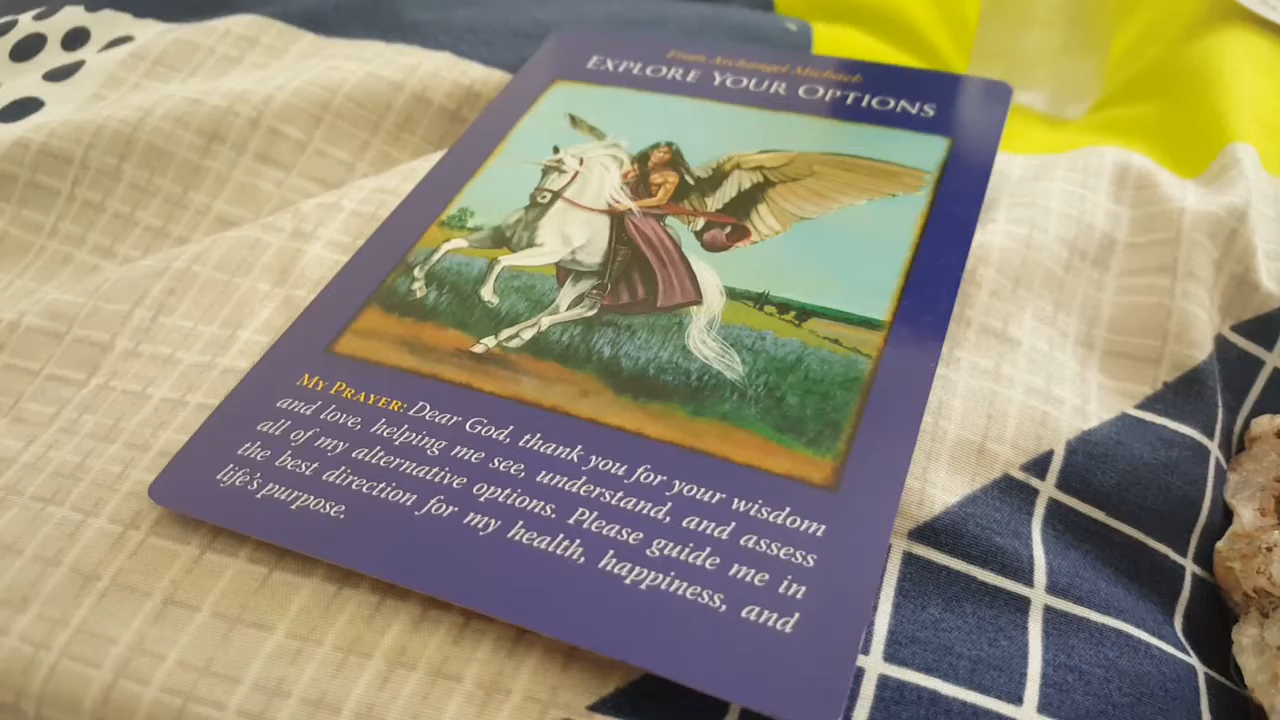 From Archangel Michael:
EXPLORE YOUR OPTIONS
MY PRAYER: Dear God, thank you for your wisdom
and love, helping me see, understand, and assess
all of my alternative options. Please guide me in
the best direction for my health, happiness, and
life's purpose.